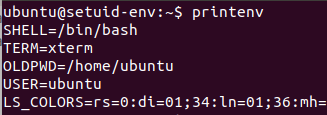 ubuntu@setuid-env:~$ printenv
SHELL=/bin/bash
TERM=xterm
OLDPWD=/home/ubuntu
USER=ubuntu
LS_COLORS=rs=0:di=01;34:ln=01;36:mh=